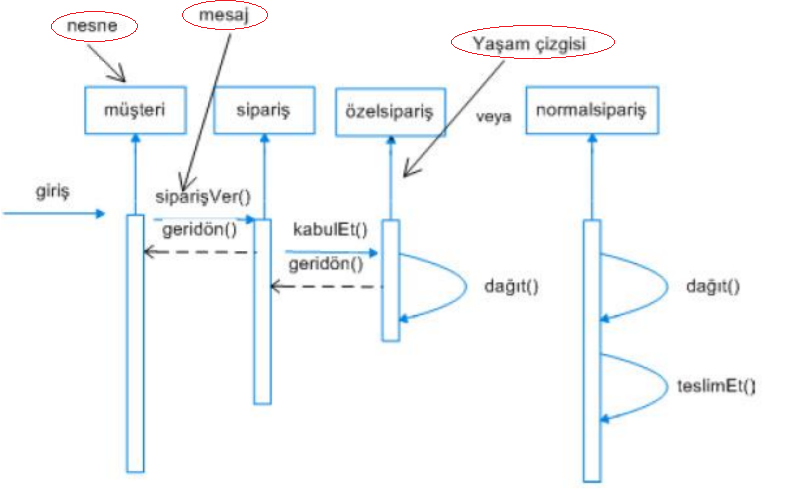 nesne
mesaj
Yaşam çizgisi
müşteri
sipariş
özelsipariş
veya
normalsipariş
giriş
siparişVer()
geridön()
kabulEt()
geridön()
dağıt()
dağıt()
teslimEt()